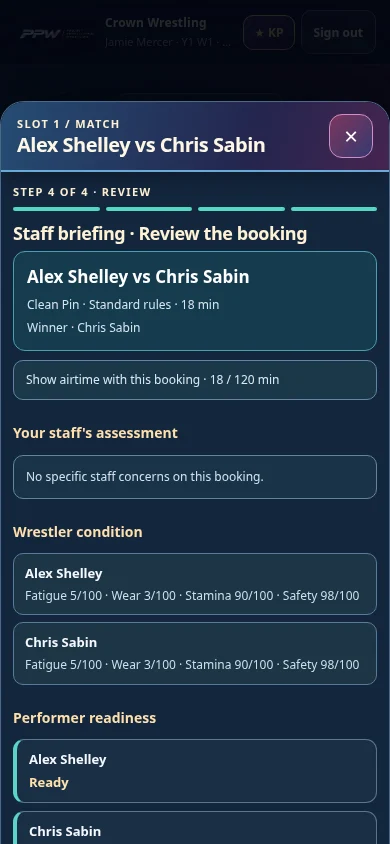 PPW
Crown Wrestling
Jamie Mercer · Y1 W1 · ...
★ KP
Sign out
SLOT 1 / MATCH
Alex Shelley vs Chris Sabin
✕
STEP 4 OF 4 · REVIEW
Staff briefing · Review the booking
Alex Shelley vs Chris Sabin
Clean Pin · Standard rules · 18 min
Winner · Chris Sabin
Show airtime with this booking · 18 / 120 min
Your staff's assessment
No specific staff concerns on this booking.
Wrestler condition
Alex Shelley
Fatigue 5/100 · Wear 3/100 · Stamina 90/100 · Safety 98/100
Chris Sabin
Fatigue 5/100 · Wear 3/100 · Stamina 90/100 · Safety 98/100
Performer readiness
Alex Shelley
Ready
Chris Sabin